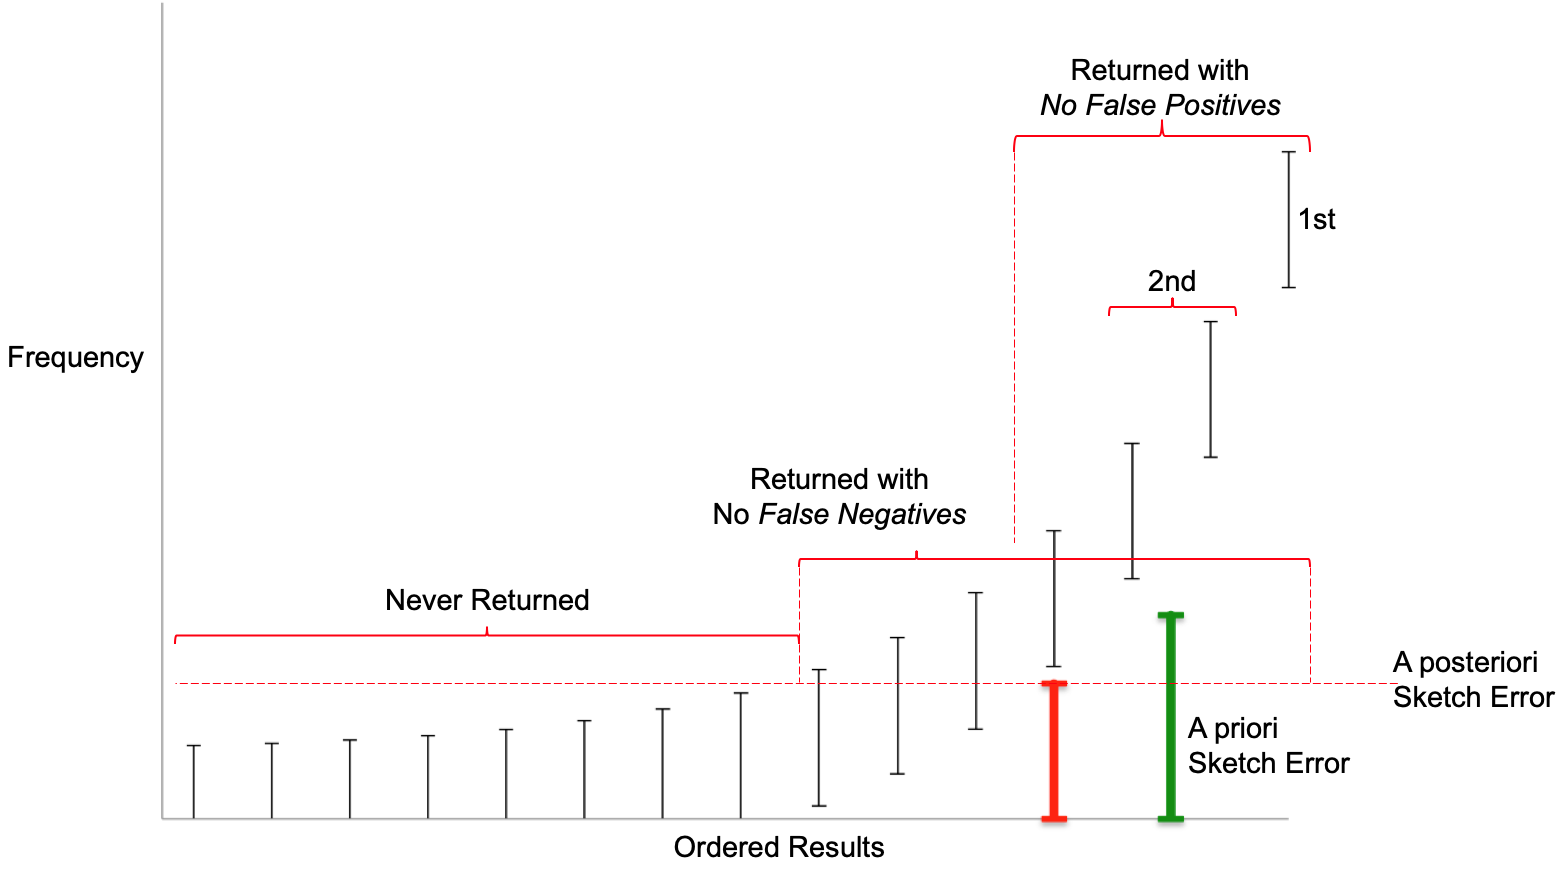 Returned with
No False Positives
1st
2nd
Frequency
Returned with
No False Negatives
Never Returned
A posteriori
Sketch Error
A priori
Sketch Error
Ordered Results